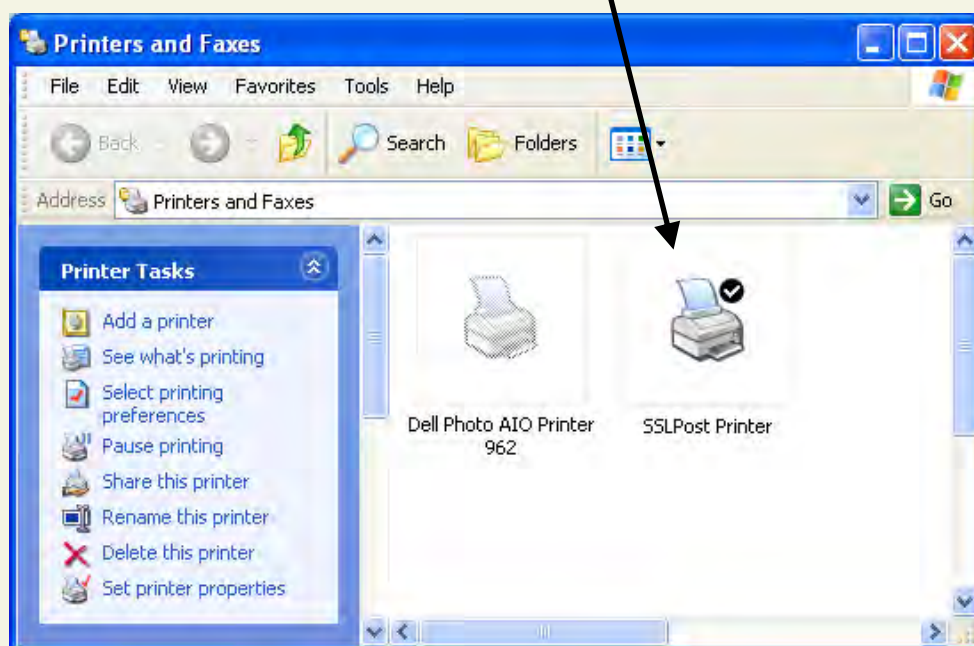 Printers and Faxes
File Edit View Favorites Tools Help
Back Search Folders
Address Printers and Faxes Go
Printer Tasks
Add a printer
See what's printing
Select printing
preferences
Pause printing
Share this printer
Rename this printer
Delete this printer
Set printer properties
Dell Photo AIO Printer
962
SSLPost Printer